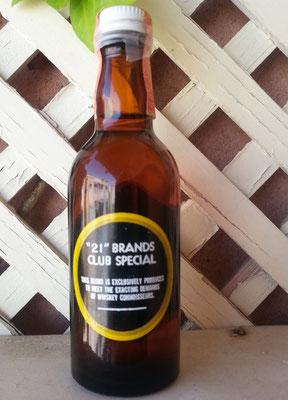 "21" BRANDS
CLUB SPECIAL
THIS BLEND IS EXCLUSIVELY PRODUCED
TO MEET THE EXACTING DEMANDS
OF WHISKEY CONNOISSEURS.